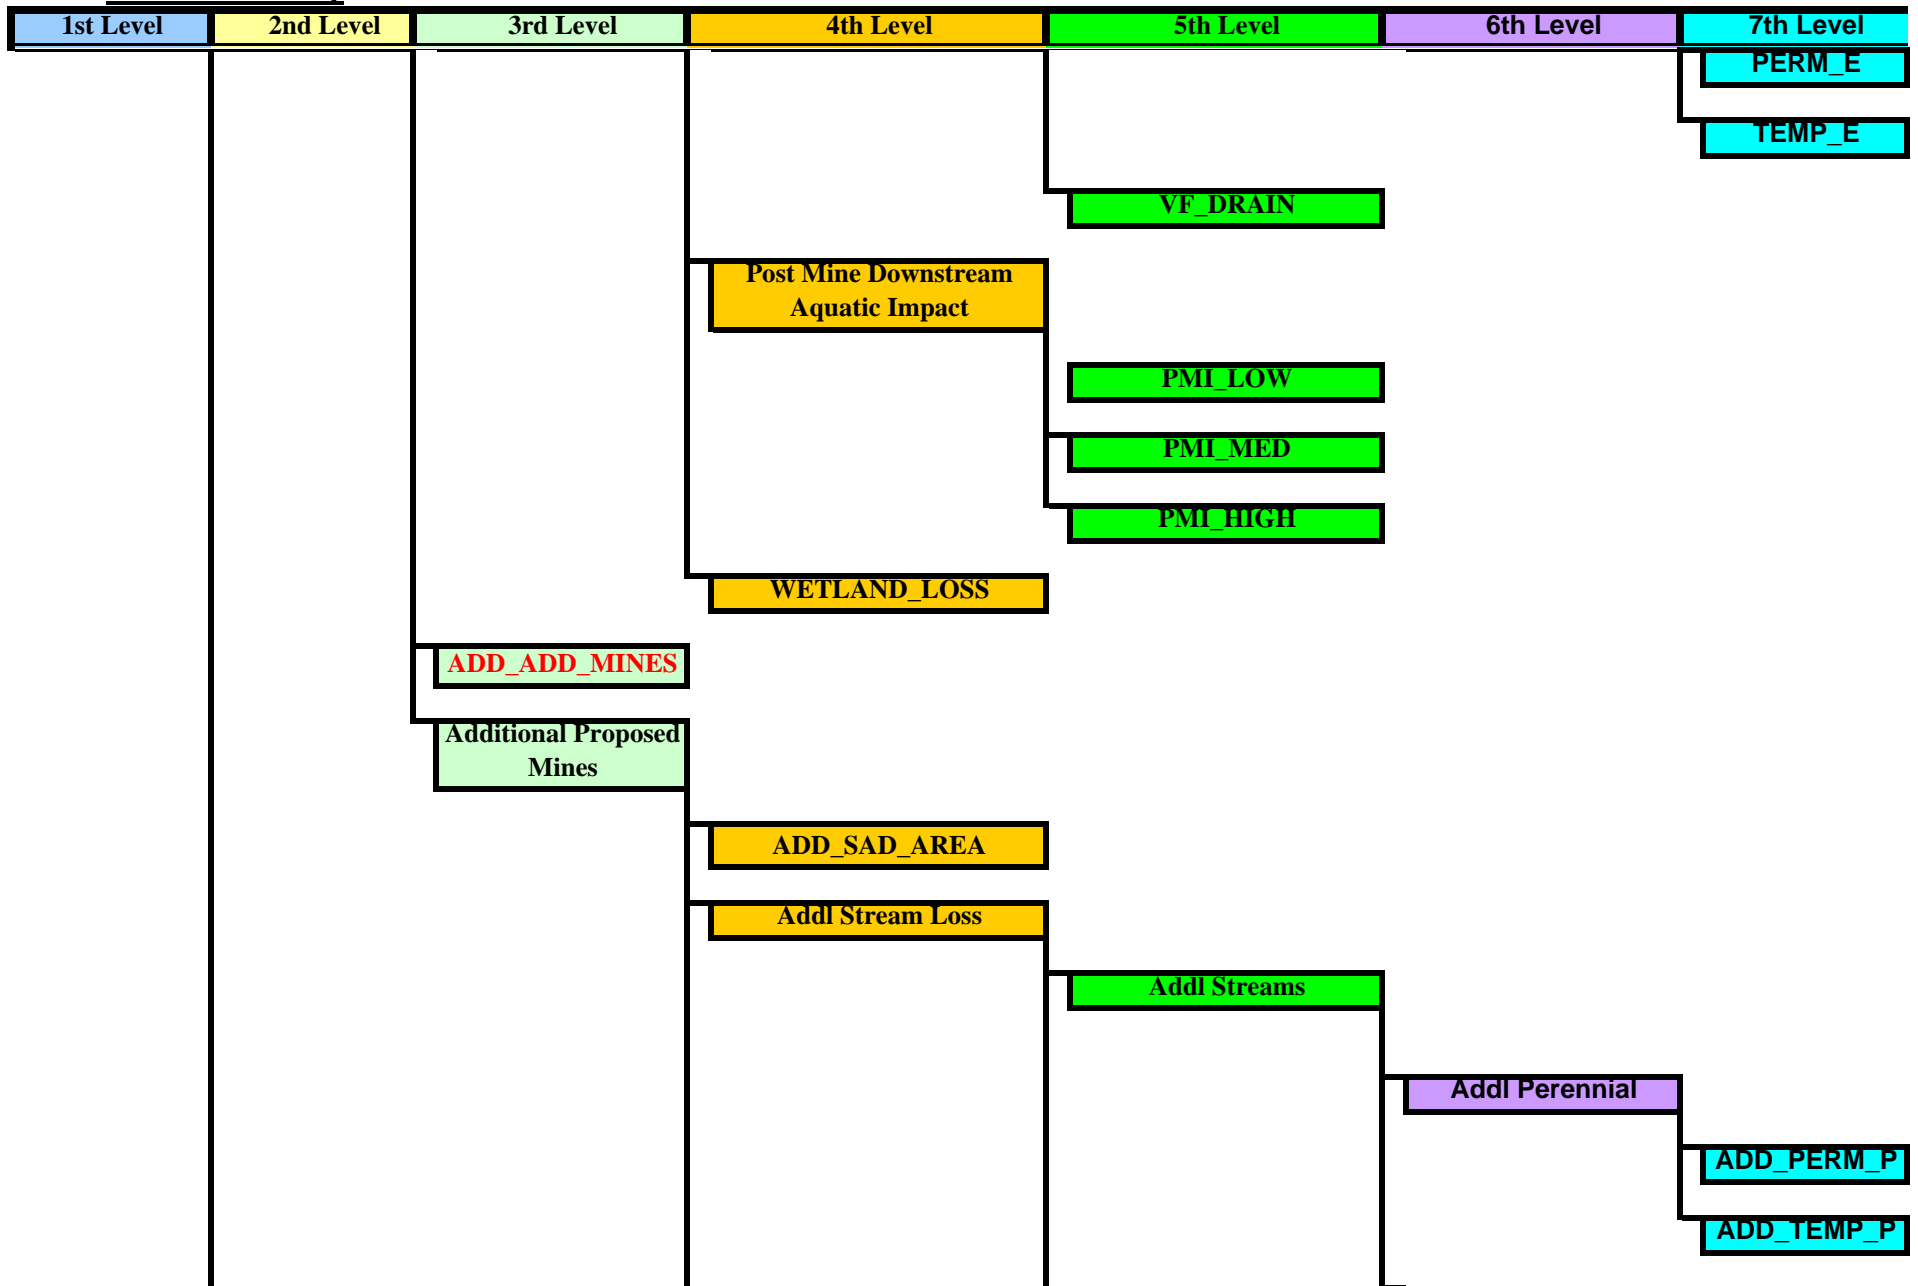 1st Level 2nd Level 3rd Level 4th Level 5th Level 6th Level 7th Level
PERM_E
TEMP_E
VF_DRAIN
Post Mine Downstream
Aquatic Impact
PMI_LOW
PMI_MED
PMI_HIGH
WETLAND_LOSS
ADD_ADD_MINES
Additional Proposed
Mines
ADD_SAD_AREA
Addl Stream Loss
Addl Streams
Addl Perennial
ADD_PERM_P
ADD_TEMP_P